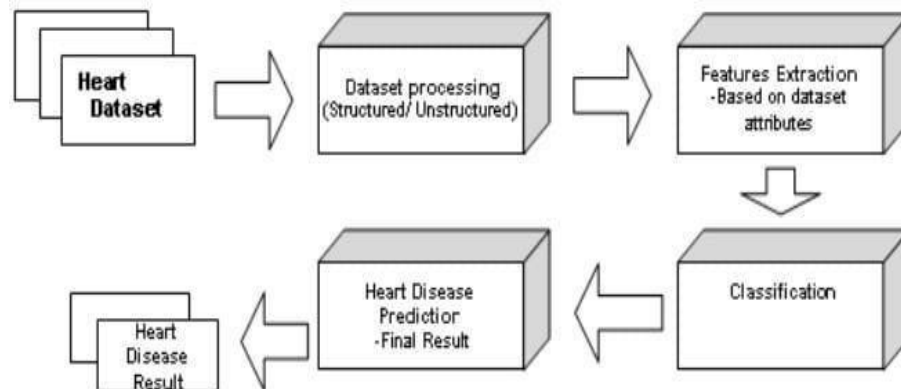 Heart
Dataset
Dataset processing
(Structured/ Unstructured)
Features Extraction
-Based on dataset
attributes
Classification
Heart Disease
Prediction
-Final Result
Heart
Disease
Result